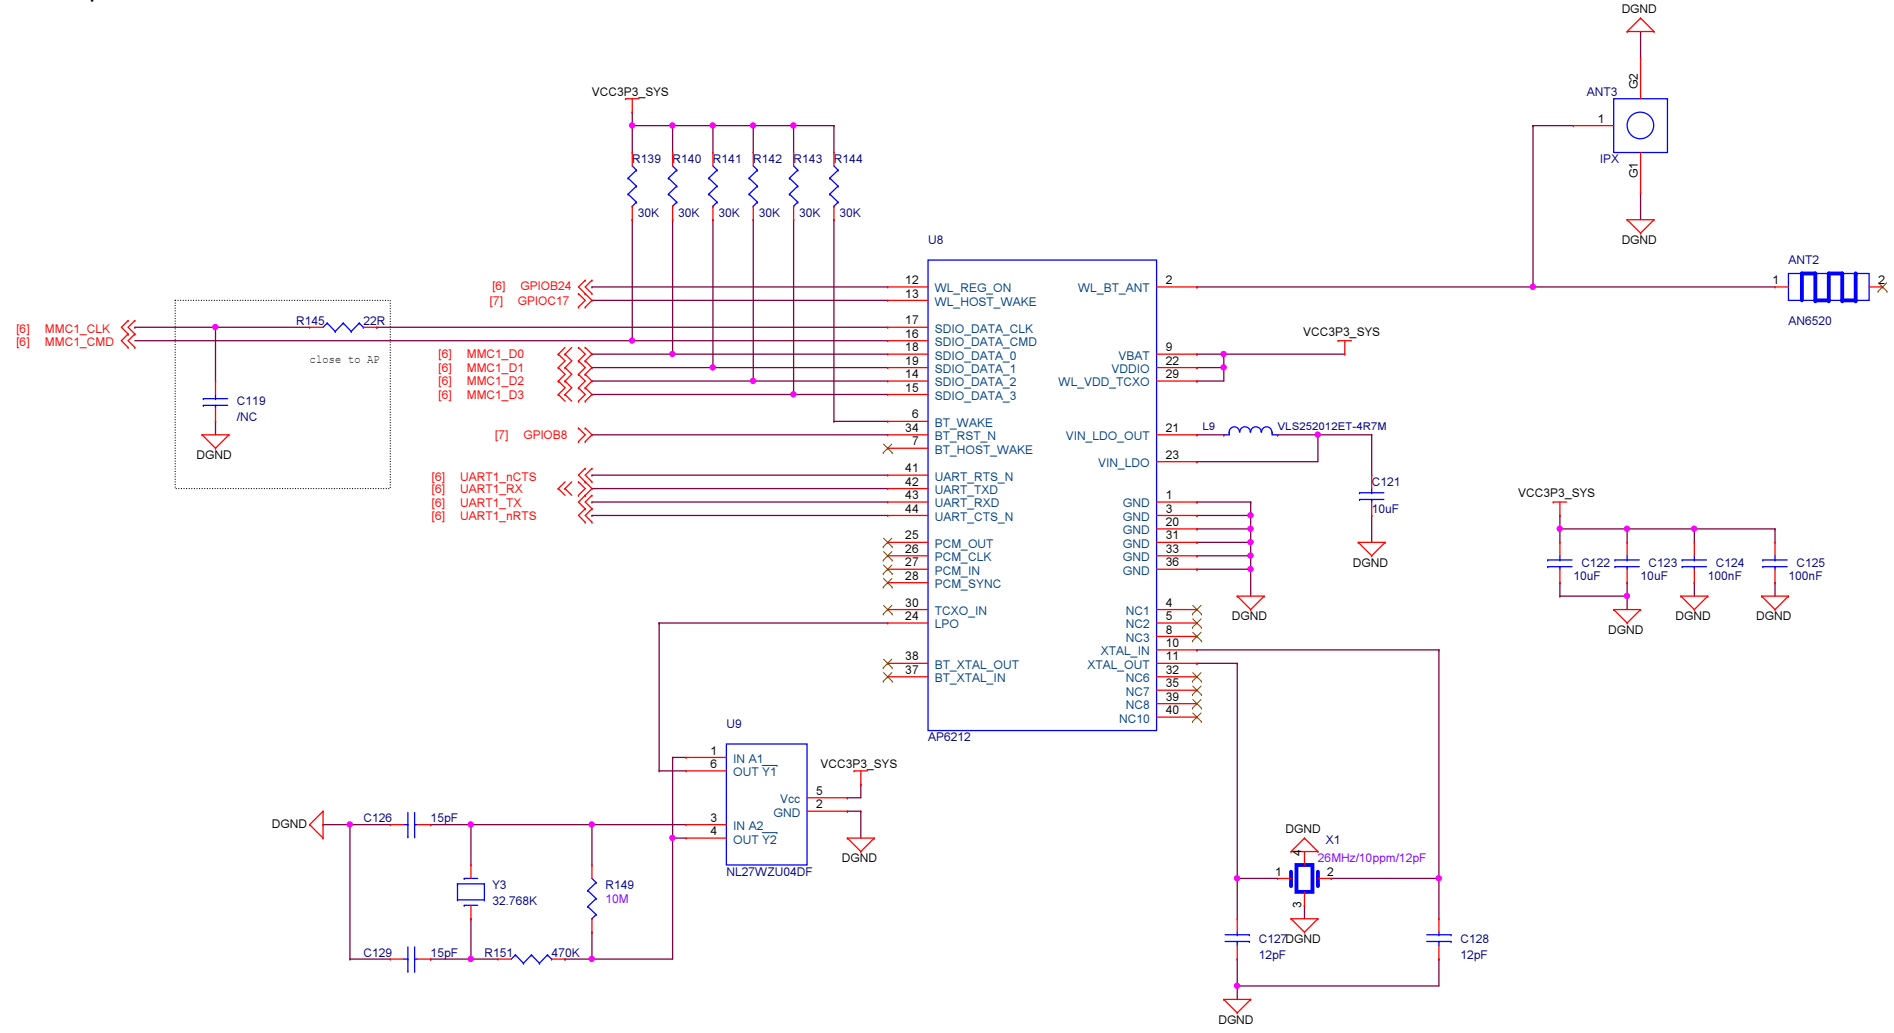 DGND
G2
ANT3
1
IPX
G1
DGND
VCC3P3_SYS
R139 R140 R141 R142 R143 R144
30K 30K 30K 30K 30K 30K
U8
ANT2
[6] GPIOB24 12 WL_REG_ON WL_BT_ANT 2 1 2
[7] GPIOC17 13 WL_HOST_WAKE
AN6520
[6] MMC1_CLK R145 22R 17 SDIO_DATA_CLK VCC3P3_SYS
[6] MMC1_CMD 16 SDIO_DATA_CMD
close to AP
[6] MMC1_D0 18 SDIO_DATA_0 VBAT 9
[6] MMC1_D1 19 SDIO_DATA_1 VDDIO 22
[6] MMC1_D2 14 SDIO_DATA_2 WL_VDD_TCXO 29
[6] MMC1_D3 15 SDIO_DATA_3
C119
/NC
DGND
6 BT_WAKE
[7] GPIOB8 34 BT_RST_N VIN_LDO_OUT 21 L9 VLS252012ET-4R7M
7 BT_HOST_WAKE
VIN_LDO 23
[6] UART1_nCTS 41 UART_RTS_N
[6] UART1_RX 42 UART_TXD
[6] UART1_TX 43 UART_RXD GND 1
[6] UART1_nRTS 44 UART_CTS_N GND 3
GND 20
GND 31
GND 33
GND 36
DGND
C121
10uF
DGND
VCC3P3_SYS
C122 C123 C124 C125
10uF 10uF 100nF 100nF
DGND DGND DGND
25 PCM_OUT
26 PCM_CLK
27 PCM_IN
28 PCM_SYNC
30 TCXO_IN NC1 4
24 LPO NC2 5
NC3 8
XTAL_IN 10
38 BT_XTAL_OUT XTAL_OUT 11
37 BT_XTAL_IN NC6 32
NC7 35
NC8 39
NC10 40
AP6212
U9
1 IN A1
6 OUT Y1
VCC3P3_SYS
Vcc 5
GND 2
3 IN A2
4 OUT Y2
DGND
NL27WZU04DF
DGND C126 15pF
Y3
32.768K
R149
10M
C129 15pF R151 470K
DGND
X1
26MHz/10ppm/12pF
4
1 2
3
DGND
C127
12pF
C128
12pF
DGND